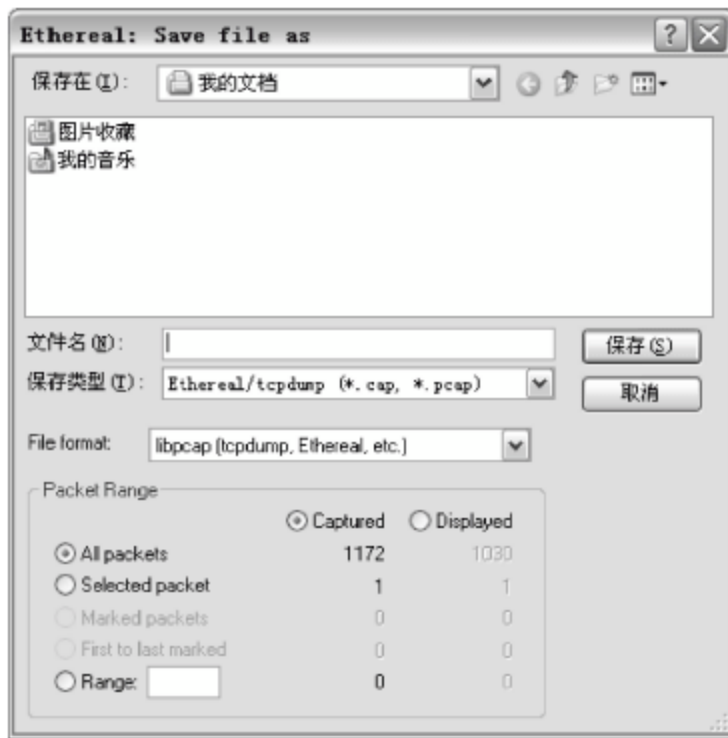 Ethereal: Save file as
保存在(I): 我的文档
图片收藏
我的音乐
文件名(N): 保存(S)
保存类型(T): Ethereal/tcpdump (*.cap, *.pcap) 取消
File format: libpcap (tcpdump, Ethereal, etc.)
Packet Range
Captured Displayed
All packets 1172 1030
Selected packet 1 1
Marked packets 0 0
First to last marked 0 0
Range: 0 0